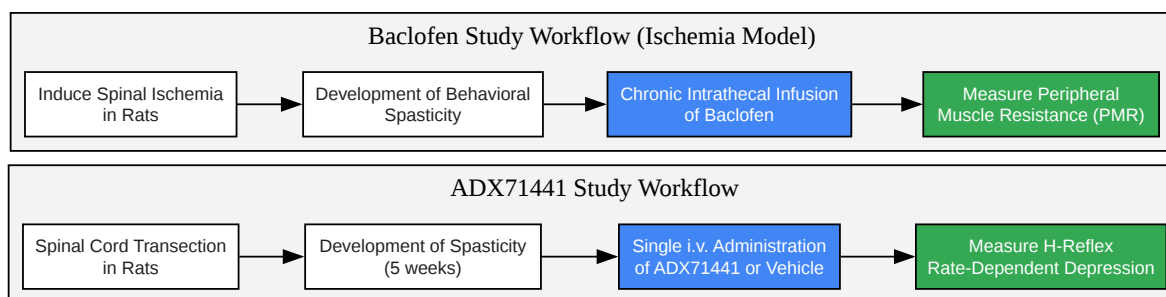 Baclofen Study Workflow (Ischemia Model)
Induce Spinal Ischemia
in Rats
Development of Behavioral
Spasticity
Chronic Intrathecal Infusion
of Baclofen
Measure Peripheral
Muscle Resistance (PMR)
ADX71441 Study Workflow
Spinal Cord Transection
in Rats
Development of Spasticity
(5 weeks)
Single i.v. Administration
of ADX71441 or Vehicle
Measure H-Reflex
Rate-Dependent Depression